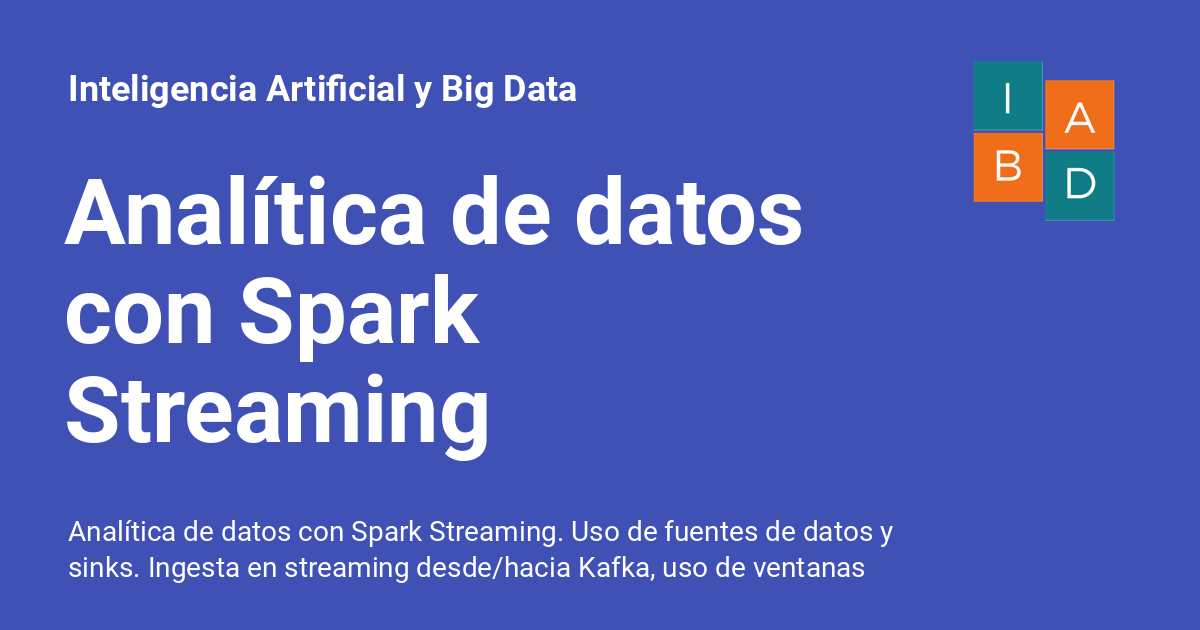 Inteligencia Artificial y Big Data
I
A
B
D
Analítica de datos
con Spark
Streaming
Analítica de datos con Spark Streaming. Uso de fuentes de datos y
sinks. Ingesta en streaming desde/hacia Kafka, uso de ventanas